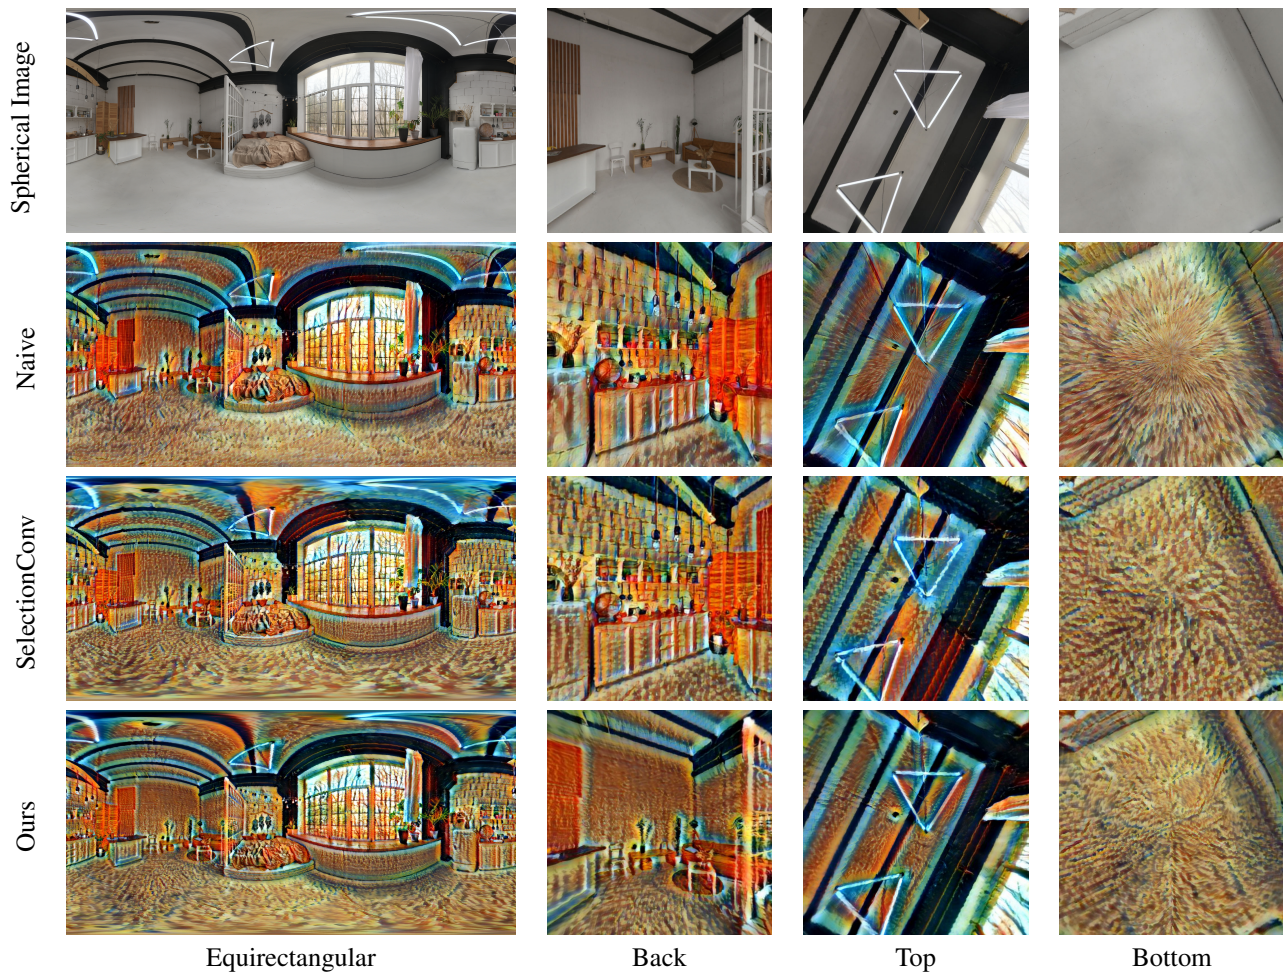 Spherical Image
Naive
SelectionConv
Ours
Equirectangular
Back
Top
Bottom